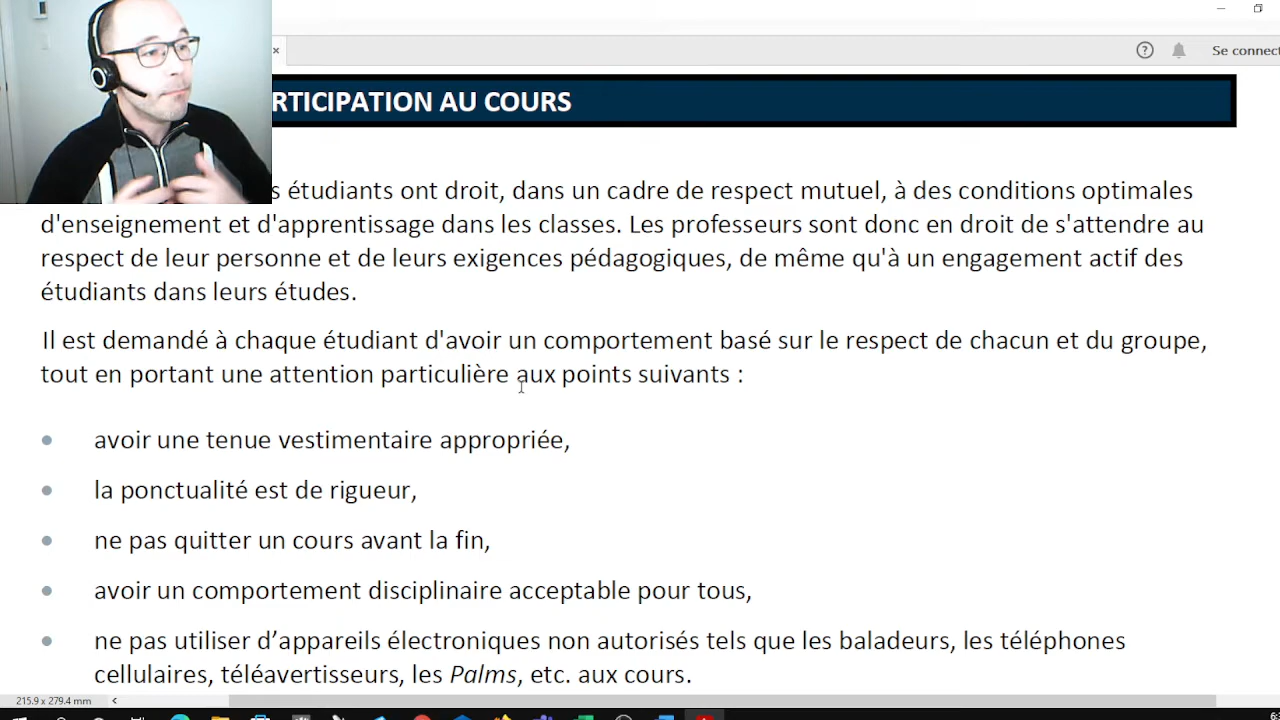 Se connect
RTICIPATION AU COURS
s étudiants ont droit, dans un cadre de respect mutuel, à des conditions optimales
d'enseignement et d'apprentissage dans les classes. Les professeurs sont donc en droit de s'attendre au
respect de leur personne et de leurs exigences pédagogiques, de même qu'à un engagement actif des
étudiants dans leurs études.
Il est demandé à chaque étudiant d'avoir un comportement basé sur le respect de chacun et du groupe,
tout en portant une attention particulière aux points suivants :
• avoir une tenue vestimentaire appropriée,
• la ponctualité est de rigueur,
• ne pas quitter un cours avant la fin,
• avoir un comportement disciplinaire acceptable pour tous,
• ne pas utiliser d’appareils électroniques non autorisés tels que les baladeurs, les téléphones
cellulaires, téléavertisseurs, les Palms, etc. aux cours.
215.9 x 279.4 mm